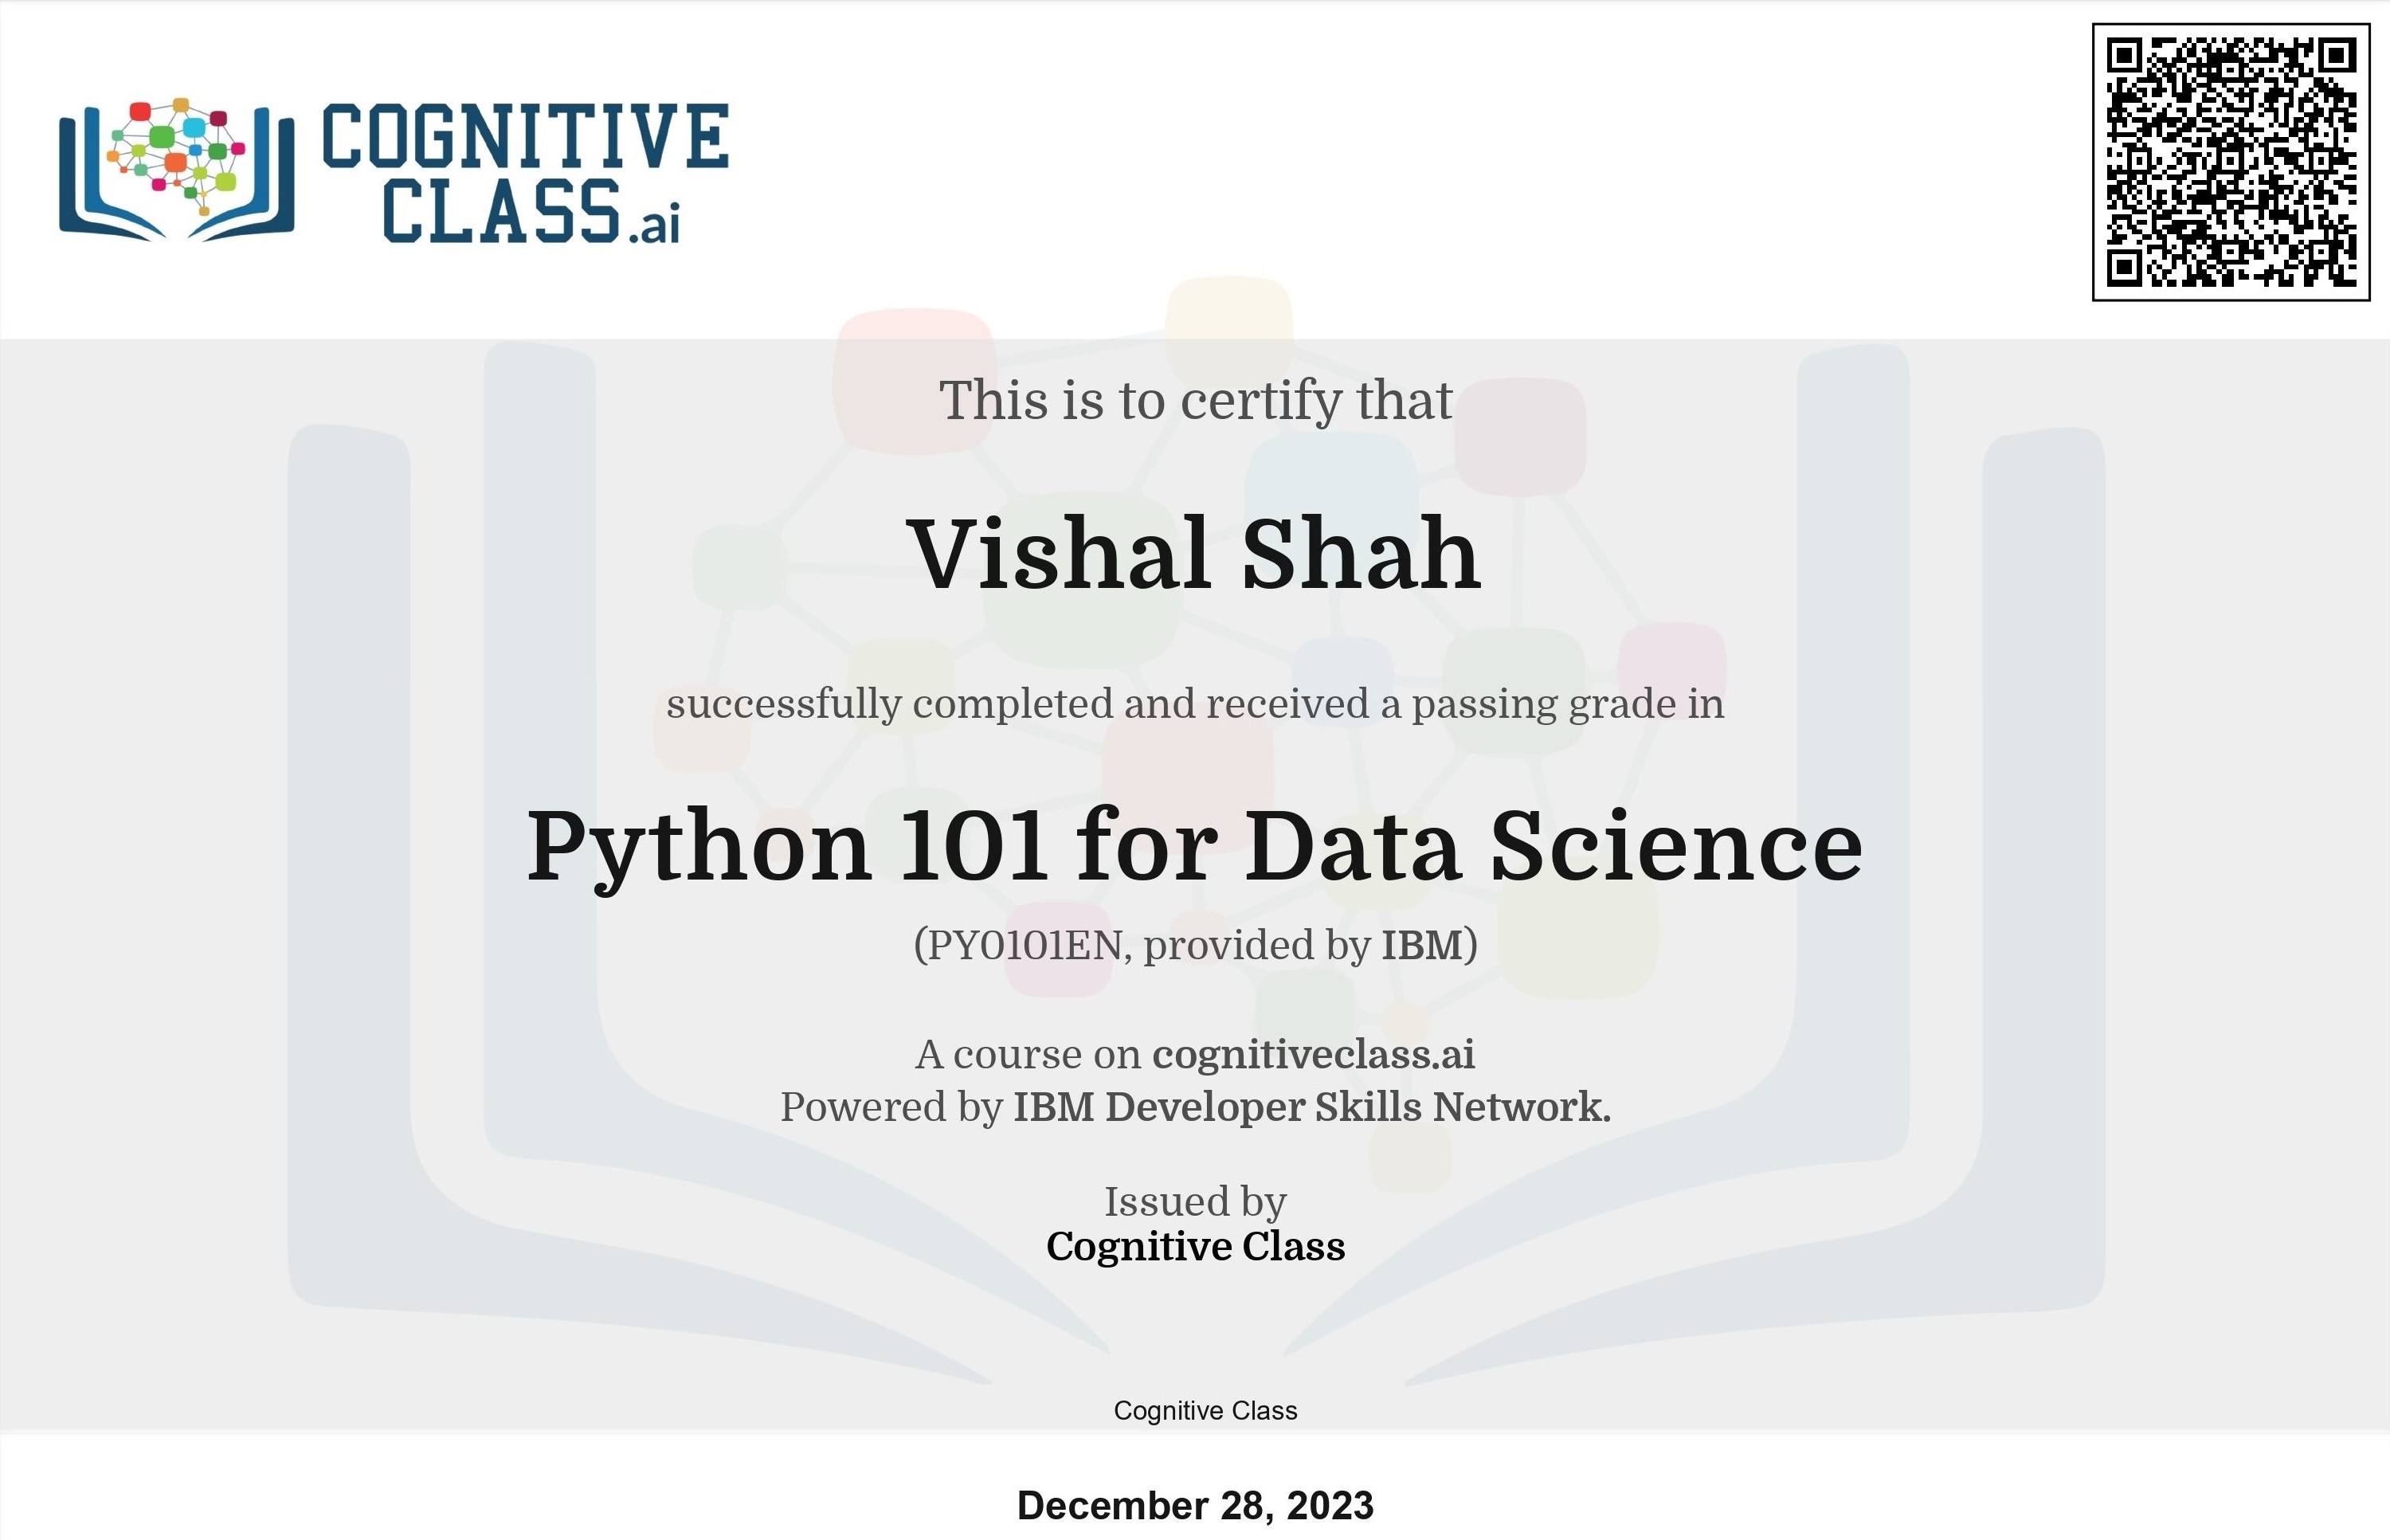 COGNITIVE
CLASS.ai
This is to certify that
Vishal Shah
successfully completed and received a passing grade in
Python 101 for Data Science
(PY0101EN, provided by IBM)
A course on cognitiveclass.ai
Powered by IBM Developer Skills Network.
Issued by
Cognitive Class
Cognitive Class
December 28, 2023